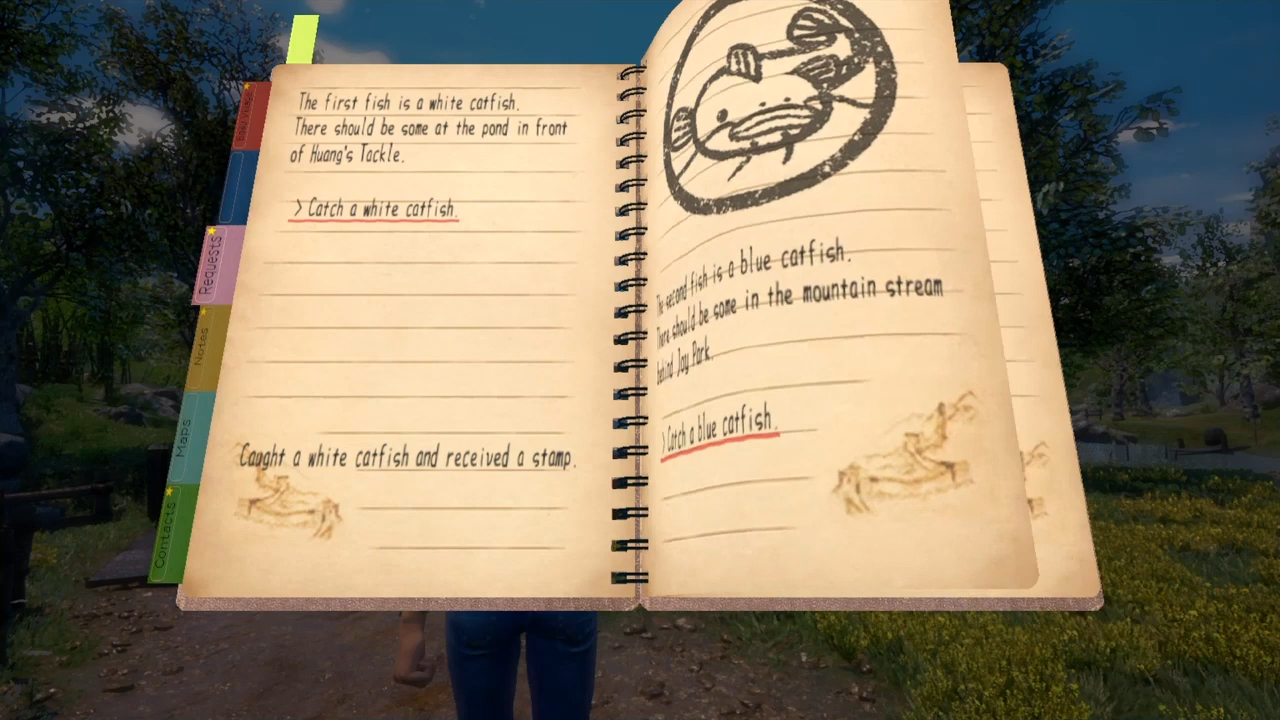 The first fish is a white catfish.
There should be some at the pond in front
of Huang's Tackle.
> Catch a white catfish.
Caught a white catfish and received a stamp.
The second fish is a blue catfish.
There should be some in the mountain stream
behind Joy Park.
> Catch a blue catfish.
Requests
Notes
Maps
Contacts